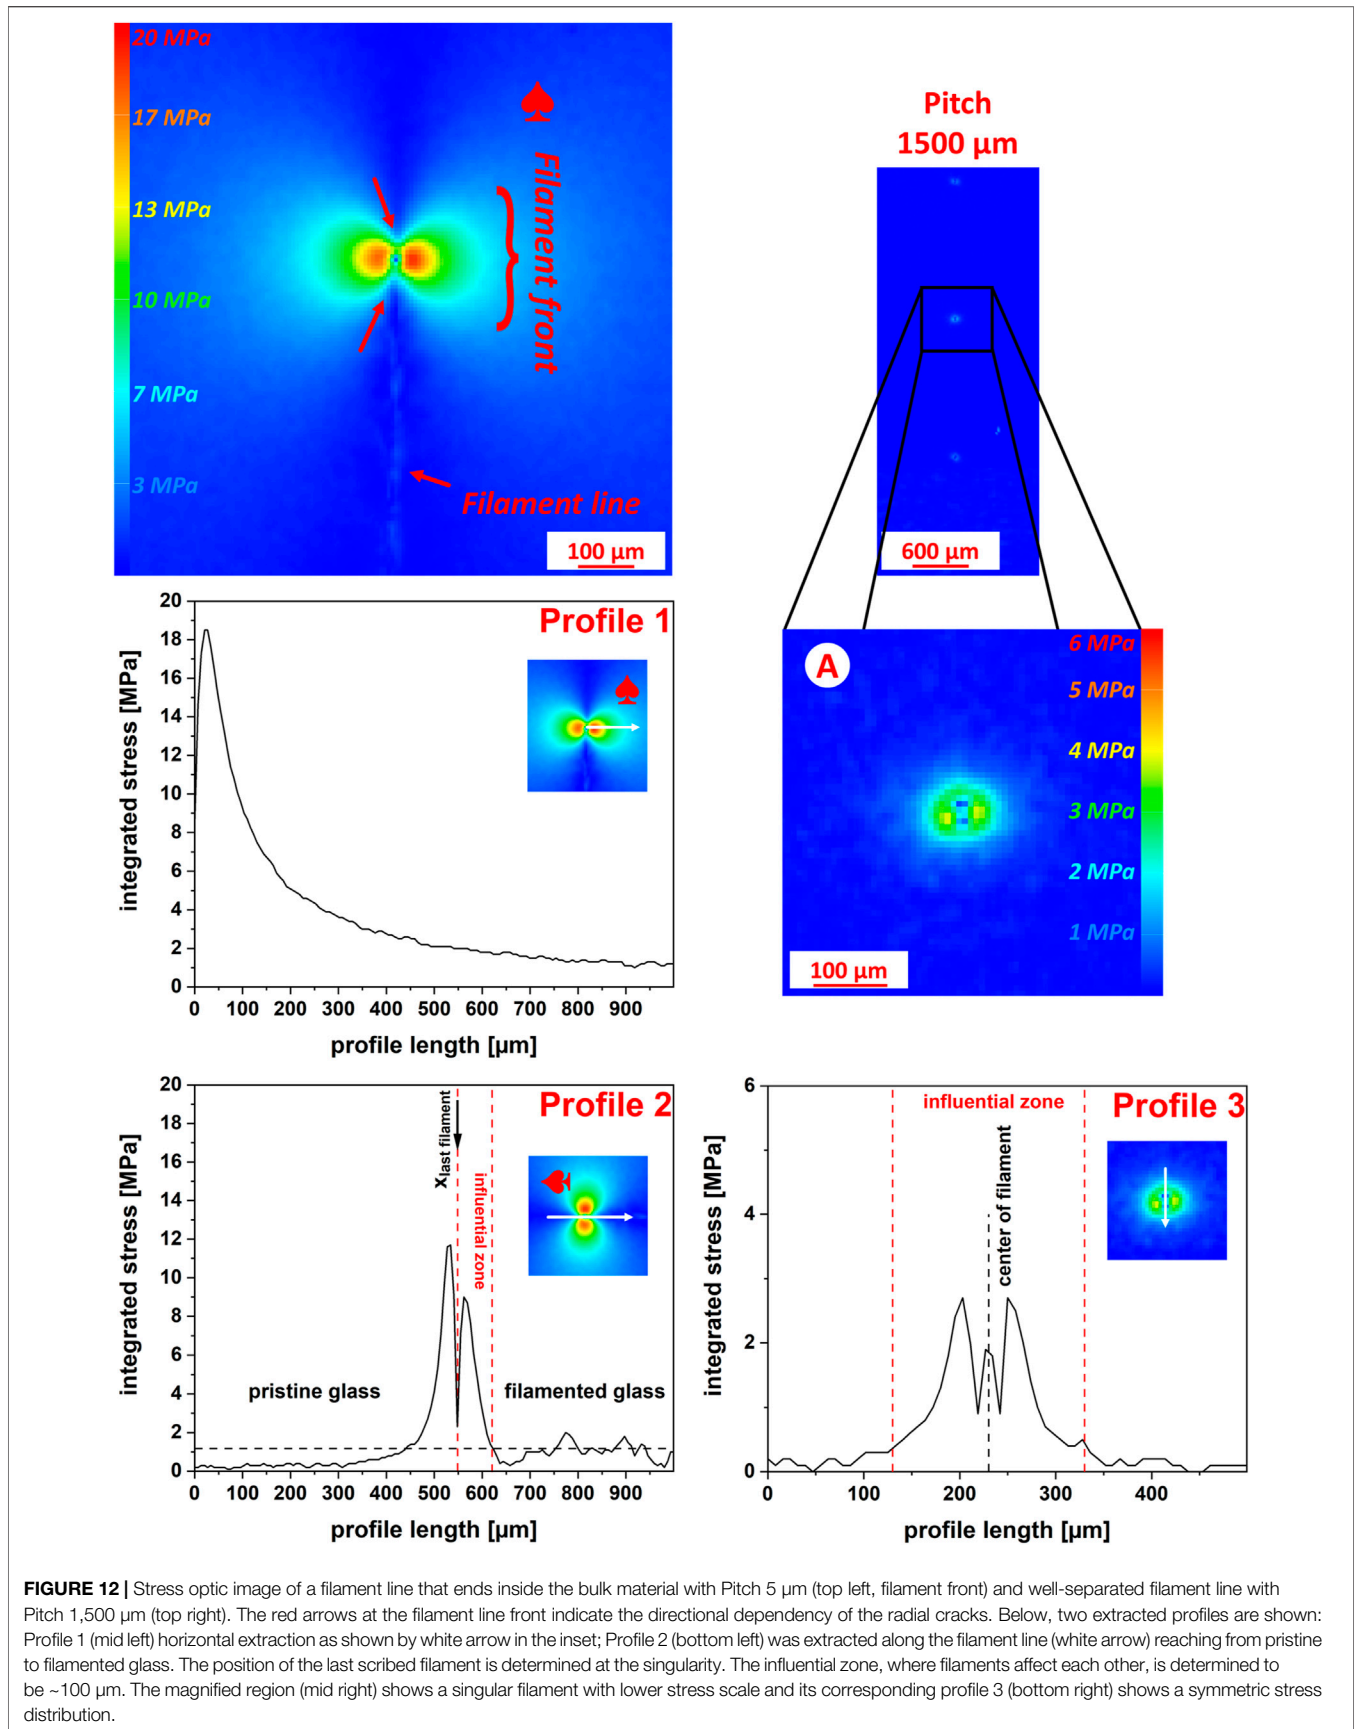 20 MPa
17 MPa
13 MPa
10 MPa
7 MPa
3 MPa
Filament front
Filament line
100 µm
Pitch
1500 µm
600 µm
A
6 MPa
5 MPa
4 MPa
3 MPa
2 MPa
1 MPa
100 µm
Profile 1
integrated stress [MPa]
20
18
16
14
12
10
8
6
4
2
0
0 100 200 300 400 500 600 700 800 900
profile length [µm]
Profile 2
integrated stress [MPa]
20
18
16
14
12
10
8
6
4
2
0
xlast filament
influential zone
pristine glass
filamented glass
0 100 200 300 400 500 600 700 800 900
profile length [µm]
Profile 3
integrated stress [MPa]
6
4
2
0
influential zone
center of filament
0 100 200 300 400
profile length [µm]
FIGURE 12 | Stress optic image of a filament line that ends inside the bulk material with Pitch 5 µm (top left, filament front) and well-separated filament line with
Pitch 1,500 µm (top right). The red arrows at the filament line front indicate the directional dependency of the radial cracks. Below, two extracted profiles are shown:
Profile 1 (mid left) horizontal extraction as shown by white arrow in the inset; Profile 2 (bottom left) was extracted along the filament line (white arrow) reaching from pristine
to filamented glass. The position of the last scribed filament is determined at the singularity. The influential zone, where filaments affect each other, is determined to
be ~100 µm. The magnified region (mid right) shows a singular filament with lower stress scale and its corresponding profile 3 (bottom right) shows a symmetric stress
distribution.